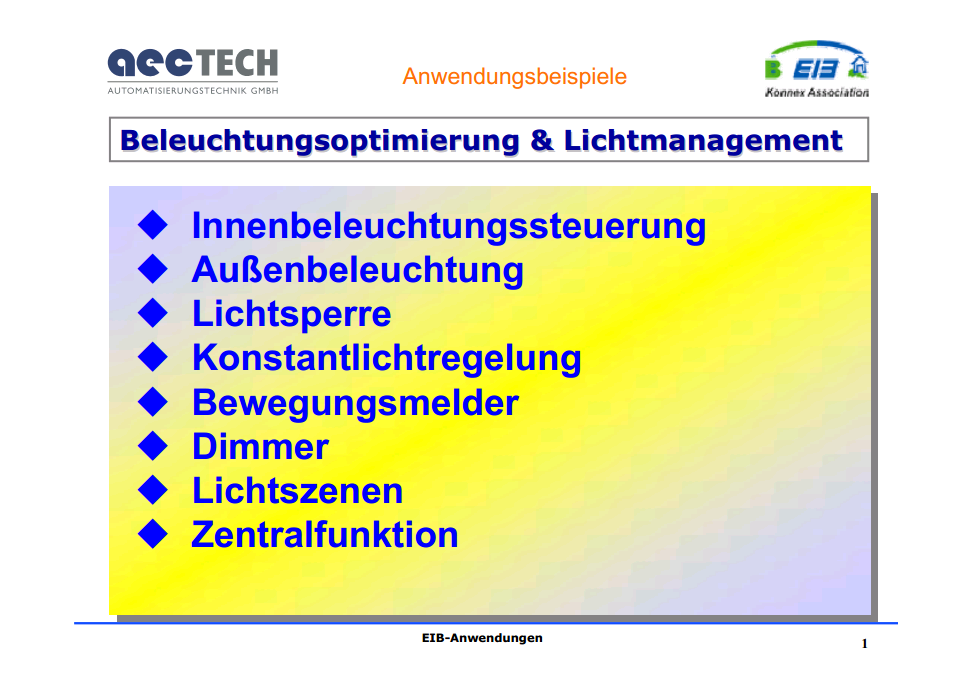 aecTECH
AUTOMATISIERUNGSTECHNIK GMBH
Anwendungsbeispiele
EIB
Konnex Association
Beleuchtungsoptimierung & Lichtmanagement
Innenbeleuchtungssteuerung
Außenbeleuchtung
Lichtsperre
Konstantlichtregelung
Bewegungsmelder
Dimmer
Lichtszenen
Zentralfunktion
EIB-Anwendungen
1